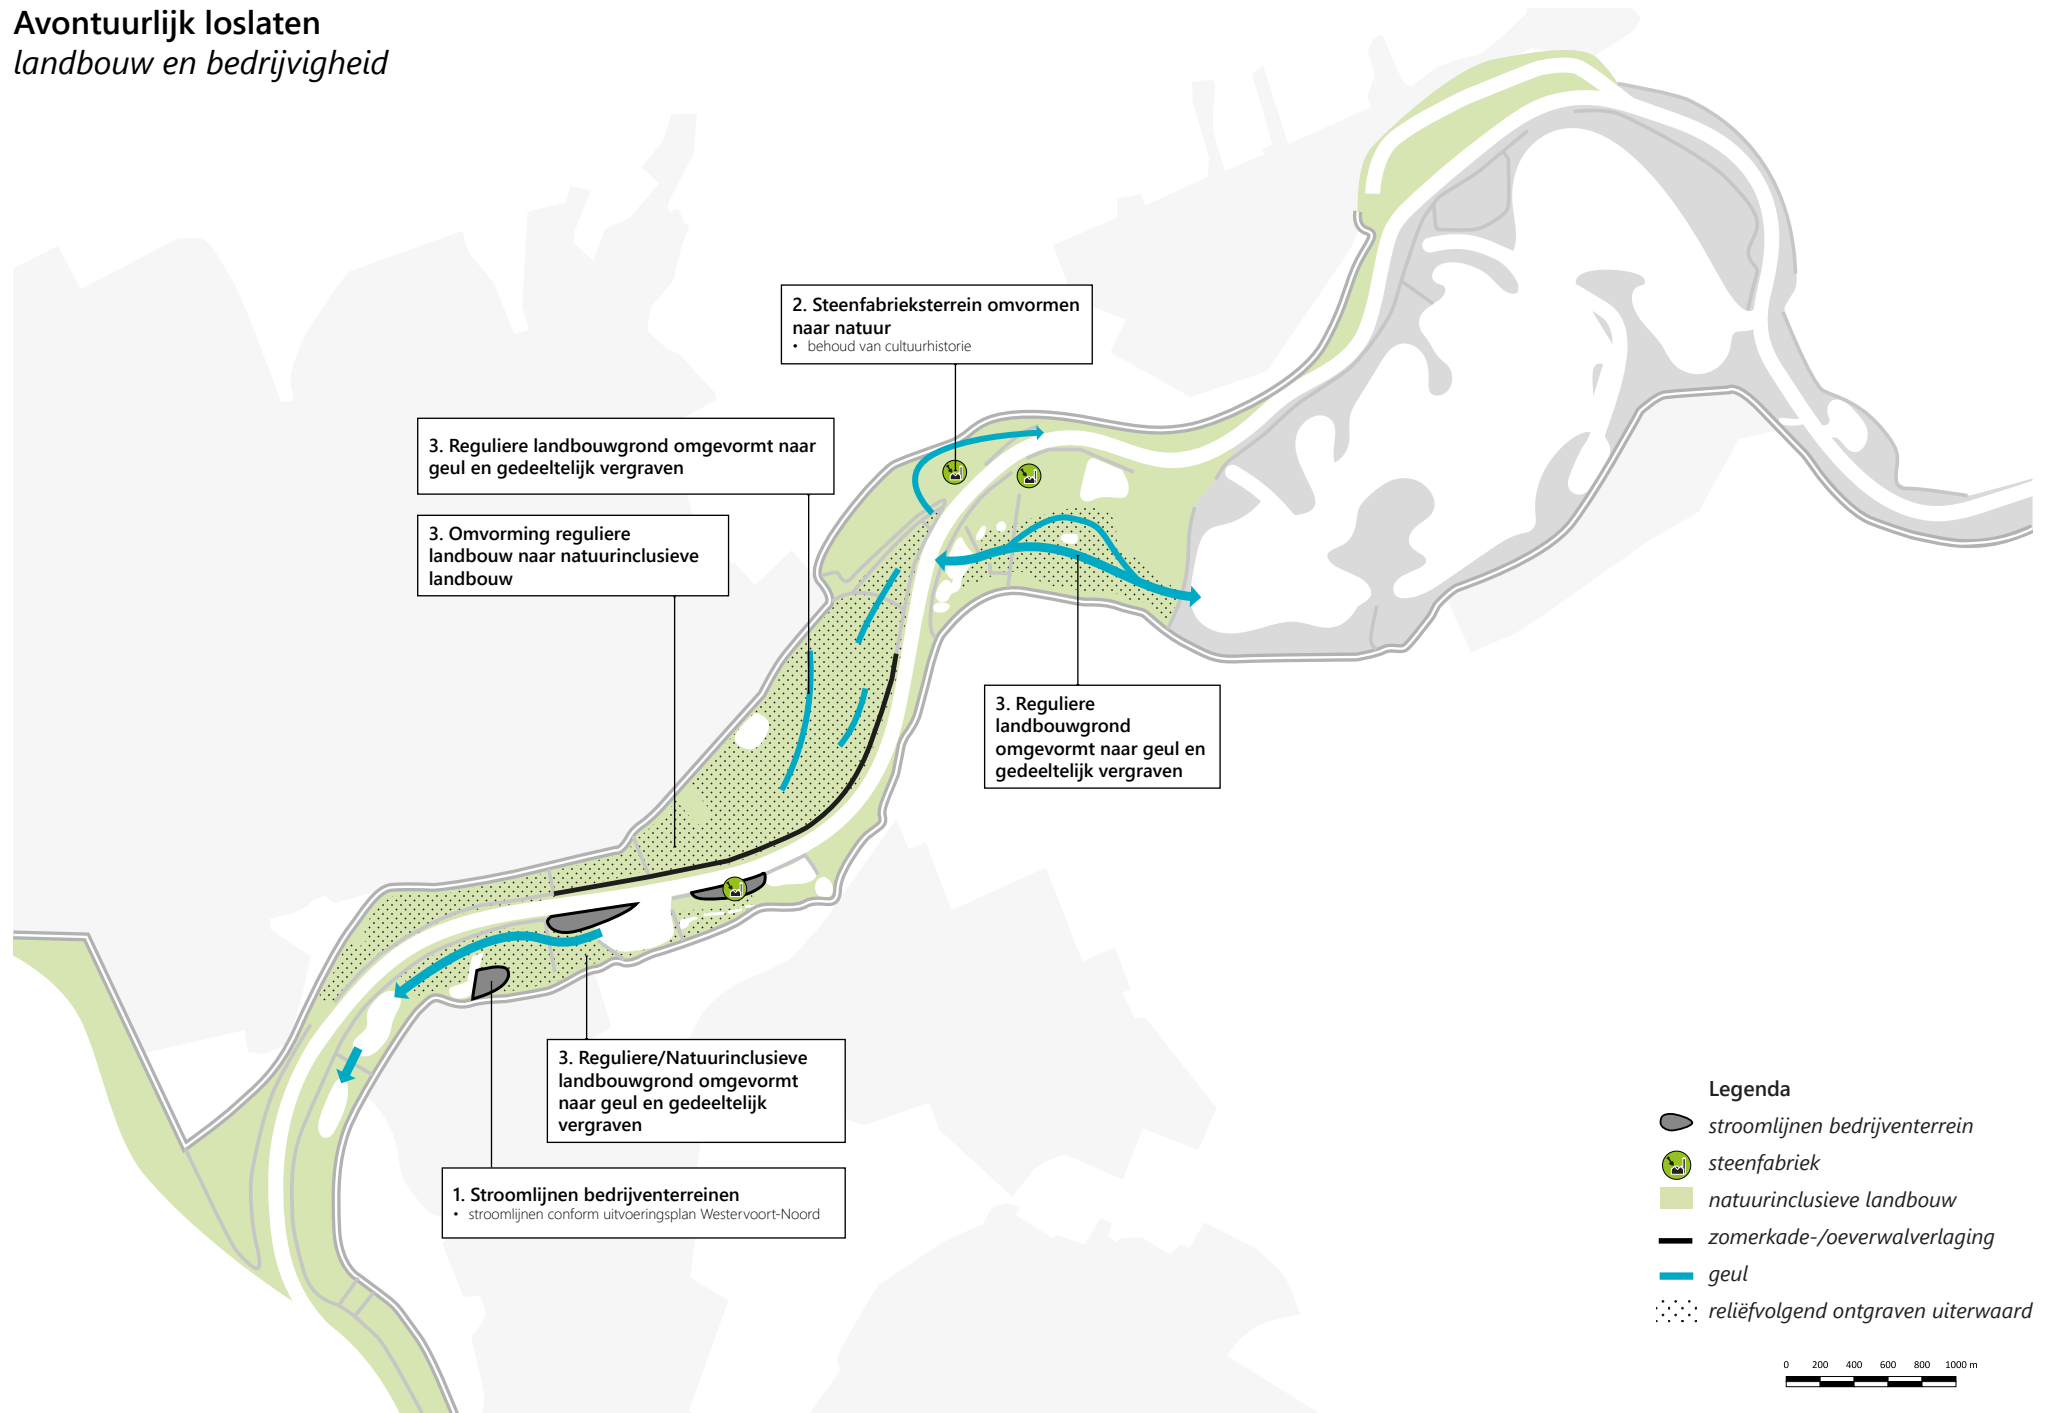 Avontuurlijk loslaten
landbouw en bedrijvigheid
2. Steenfabrieksterrein omvormen
naar natuur
• behoud van cultuurhistorie
3. Reguliere landbouwgrond omgevormt naar
geul en gedeeltelijk vergraven
3. Omvorming reguliere
landbouw naar natuurinclusieve
landbouw
3. Reguliere
landbouwgrond
omgevormt naar geul en
gedeeltelijk vergraven
3. Reguliere/Natuurinclusieve
landbouwgrond omgevormt
naar geul en gedeeltelijk
vergraven
1. Stroomlijnen bedrijventerreinen
• stroomlijnen conform uitvoeringsplan Westervoort-Noord
Legenda
stroomlijnen bedrijventerrein
steenfabriek
natuurinclusieve landbouw
zomerkade-/oeverwalverlaging
geul
reliëfvolgend ontgraven uiterwaard
0 200 400 600 800 1000 m